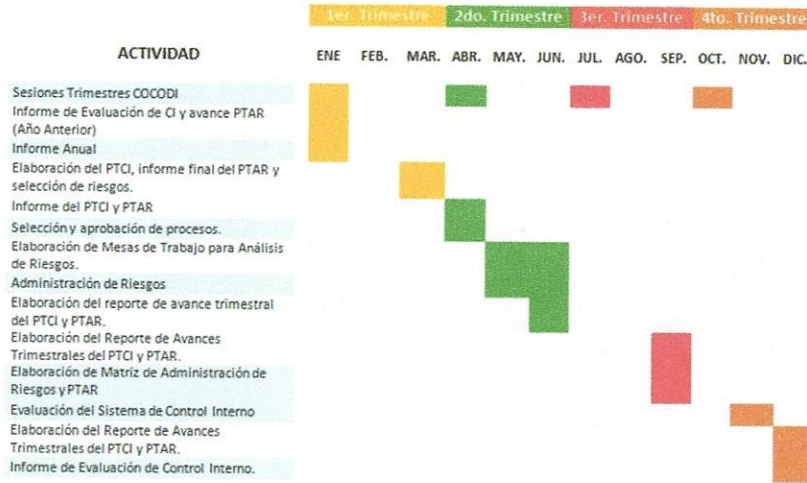 1er. Trimestre 2do. Trimestre 3er. Trimestre 4to. Trimestre
ACTIVIDAD ENE FEB. MAR. ABR. MAY. JUN. JUL. AGO. SEP. OCT. NOV. DIC.
Sesiones Trimestres COCODI
Informe de Evaluación de CI y avance PTAR
(Año Anterior)
Informe Anual
Elaboración del PTCI, informe final del PTAR y
selección de riesgos.
Informe del PTCI y PTAR
Selección y aprobación de procesos.
Elaboración de Mesas de Trabajo para Análisis
de Riesgos.
Administración de Riesgos
Elaboración del reporte de avance trimestral
del PTCI y PTAR.
Elaboración del Reporte de Avances
Trimestrales del PTCI y PTAR.
Elaboración de Matriz de Administración de
Riesgos y PTAR
Evaluación del Sistema de Control Interno
Elaboración del Reporte de Avances
Trimestrales del PTCI y PTAR.
Informe de Evaluación de Control Interno.